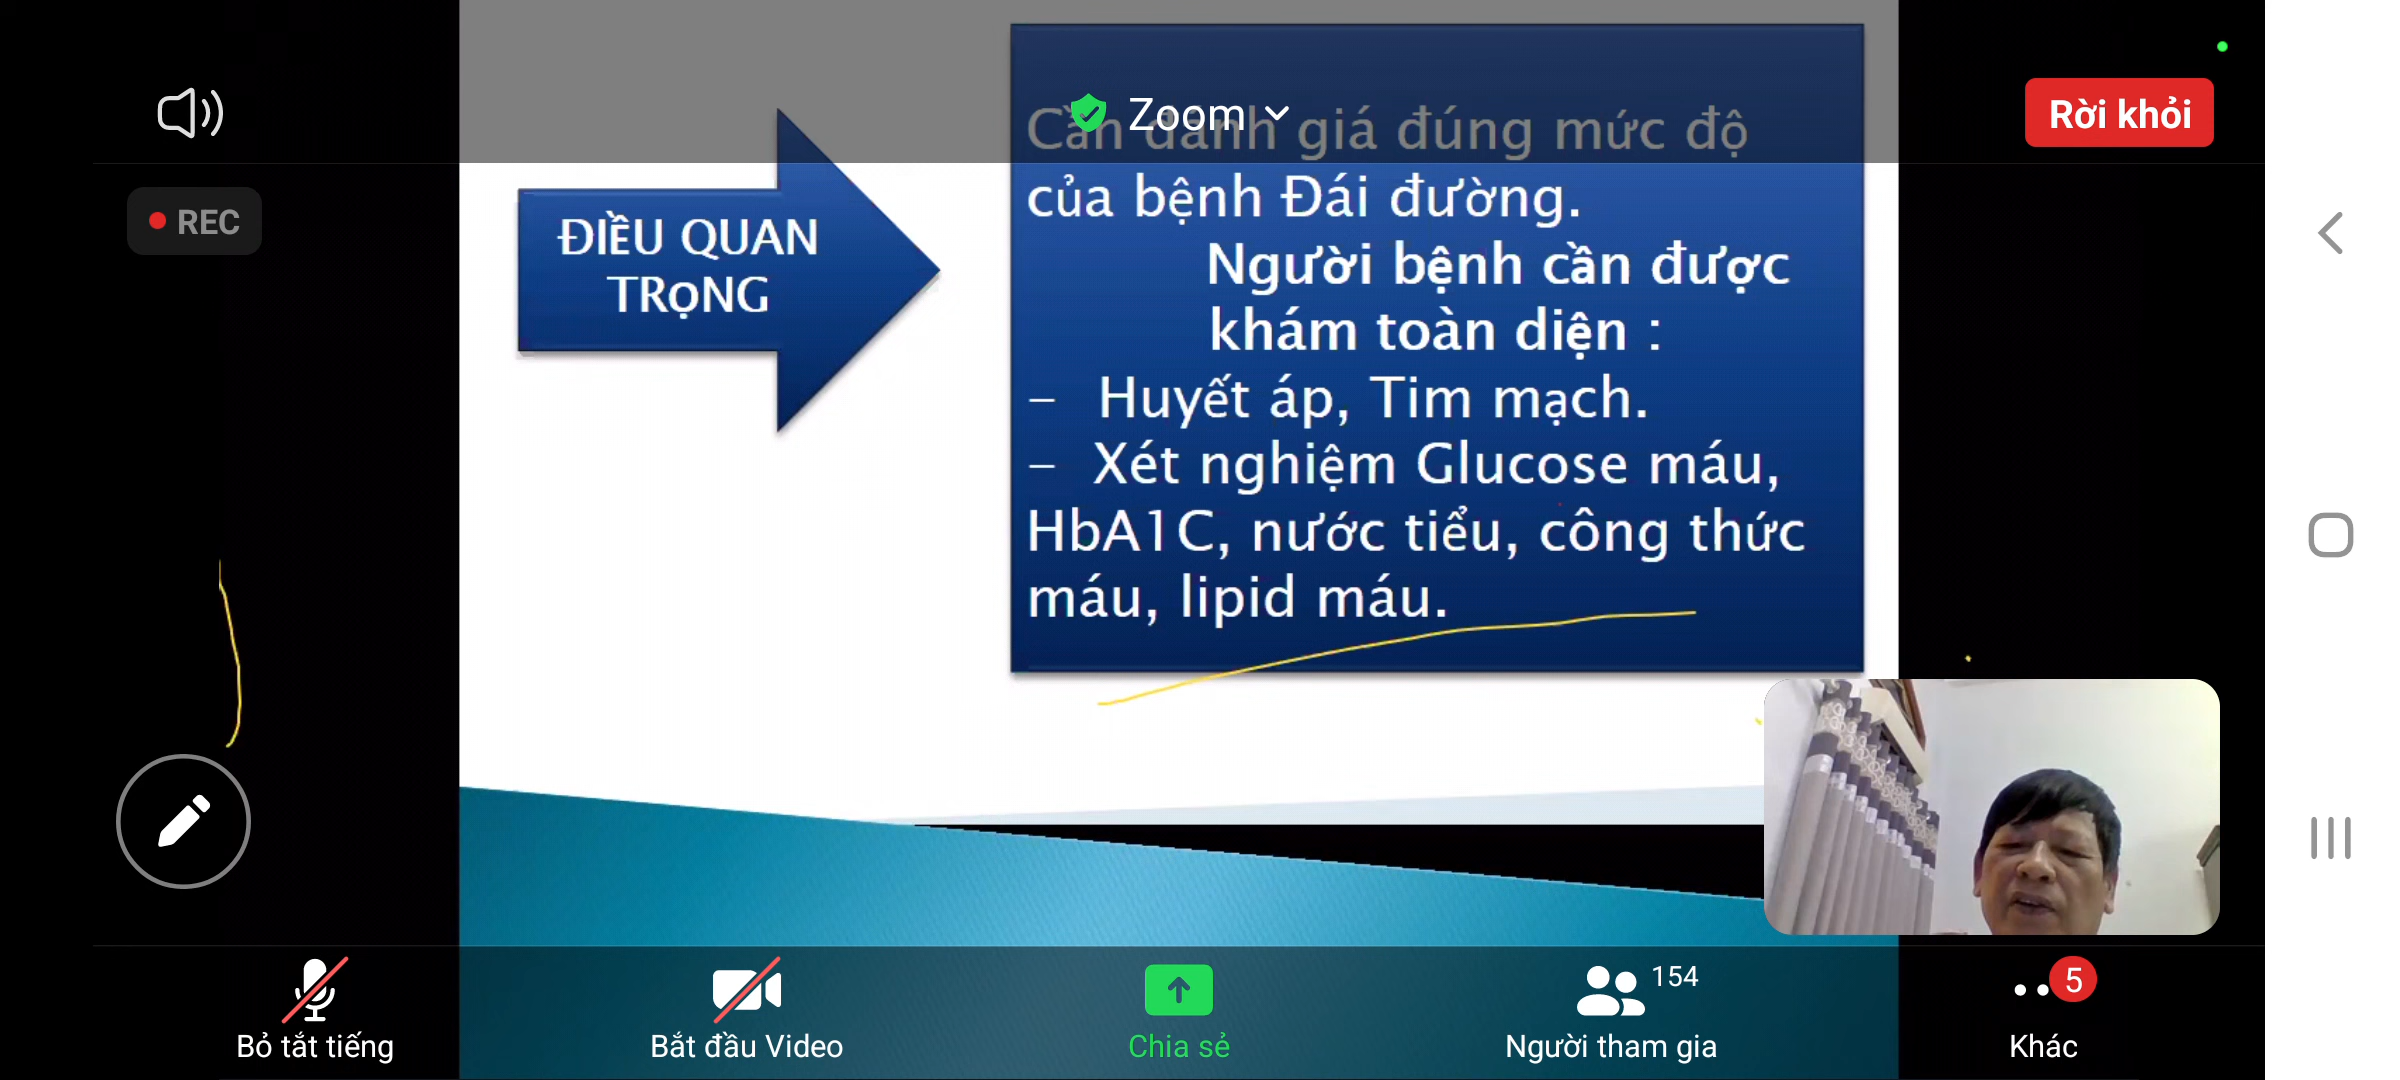 Zoom
Rời khỏi
REC
ĐIỀU QUAN
TRỌNG
Cần đánh giá đúng mức độ
của bệnh Đái đường.
Người bệnh cần được
khám toàn diện :
- Huyết áp, Tim mạch.
- Xét nghiệm Glucose máu,
HbA1C, nước tiểu, công thức
máu, lipid máu.
Bỏ tắt tiếng
Bắt đầu Video
Chia sẻ
154
Người tham gia
5
Khác